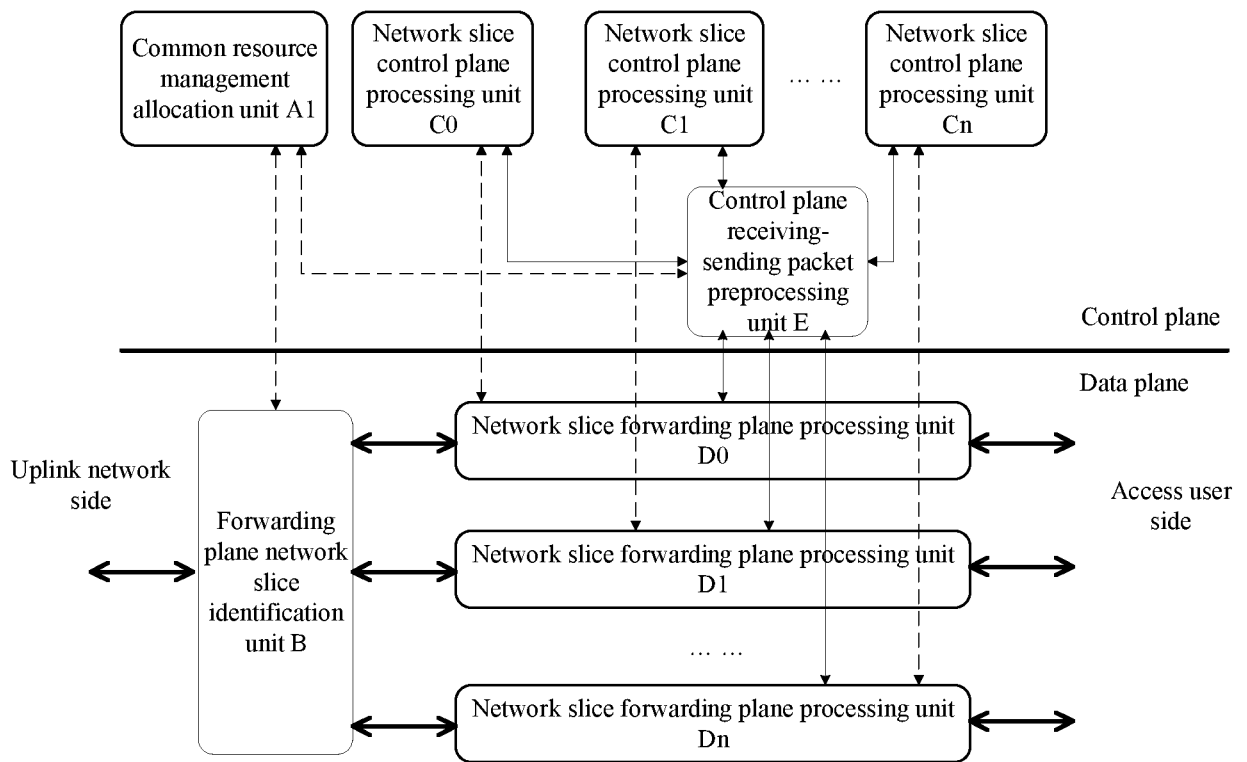 Common resource
management
allocation unit A1
Network slice
control plane
processing unit
C0
Network slice
control plane
processing unit
C1
... ...
Network slice
control plane
processing unit
Cn
Control plane
receiving-
sending packet
preprocessing
unit E
Control plane
Data plane
Uplink network
side
Forwarding
plane network
slice
identification
unit B
Network slice forwarding plane processing unit
D0
Network slice forwarding plane processing unit
D1
... ...
Network slice forwarding plane processing unit
Dn
Access user
side